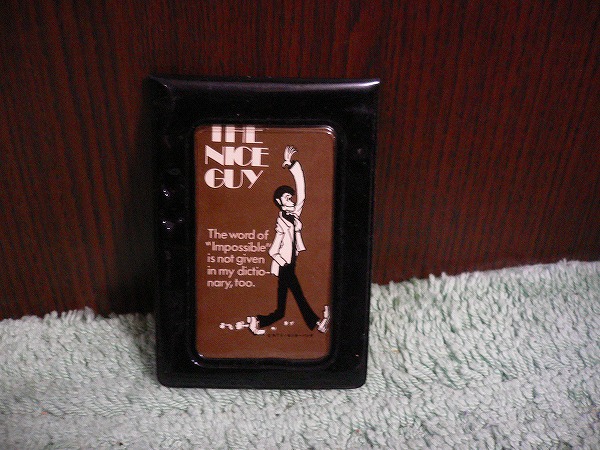 THE
NICE
GUY
The word of
"Impossible"
is not given
in my dictio-
nary, too.